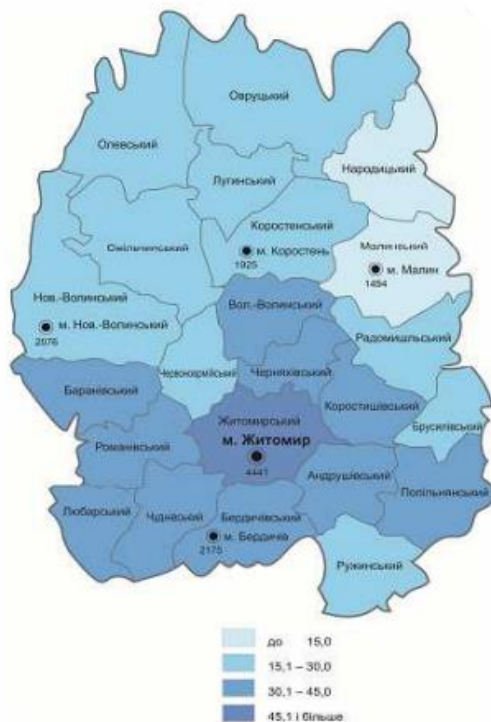 Овруцький
Олевський
Народицький
Лугинський
Коростенський
м. Коростень
1925
Малинський
м. Малин
1494
Ємільчинський
Нов.-Волинський
м. Нов.-Волинський
2076
Вол.-Волинський
Радомишльський
Червоноармійський
Черняхівський
Баранівський
Коростишівський
Брусилівський
Житомирський
м. Житомир
4441
Романівський
Андрушівський
Попільнянський
Любарський
Чуднівський
Бердичівський
м. Бердичів
2175
Ружинський
до 15,0
15,1 – 30,0
30,1 – 45,0
45,1 і більше